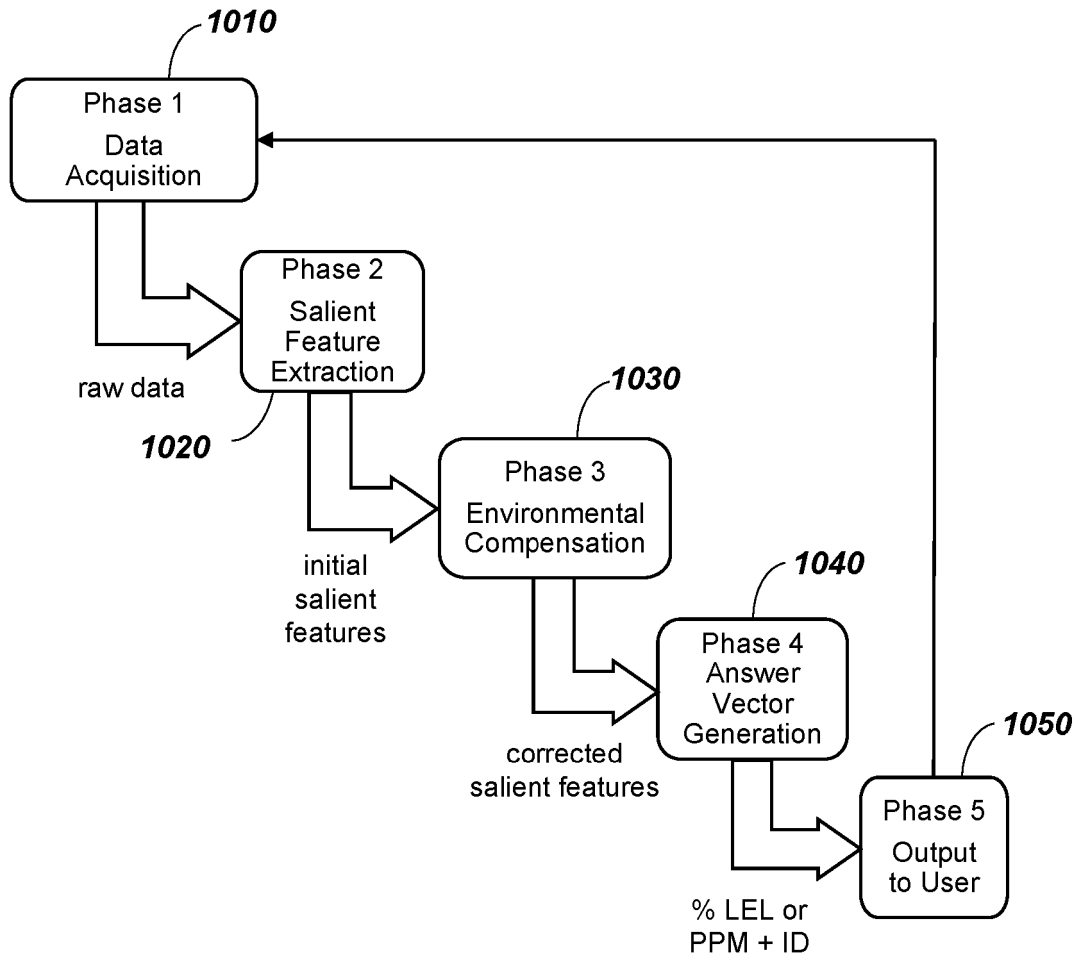 1010
Phase 1
Data
Acquisition
raw data
Phase 2
Salient
Feature
Extraction
1020
initial
salient
features
1030
Phase 3
Environmental
Compensation
corrected
salient features
1040
Phase 4
Answer
Vector
Generation
% LEL or
PPM + ID
1050
Phase 5
Output
to User